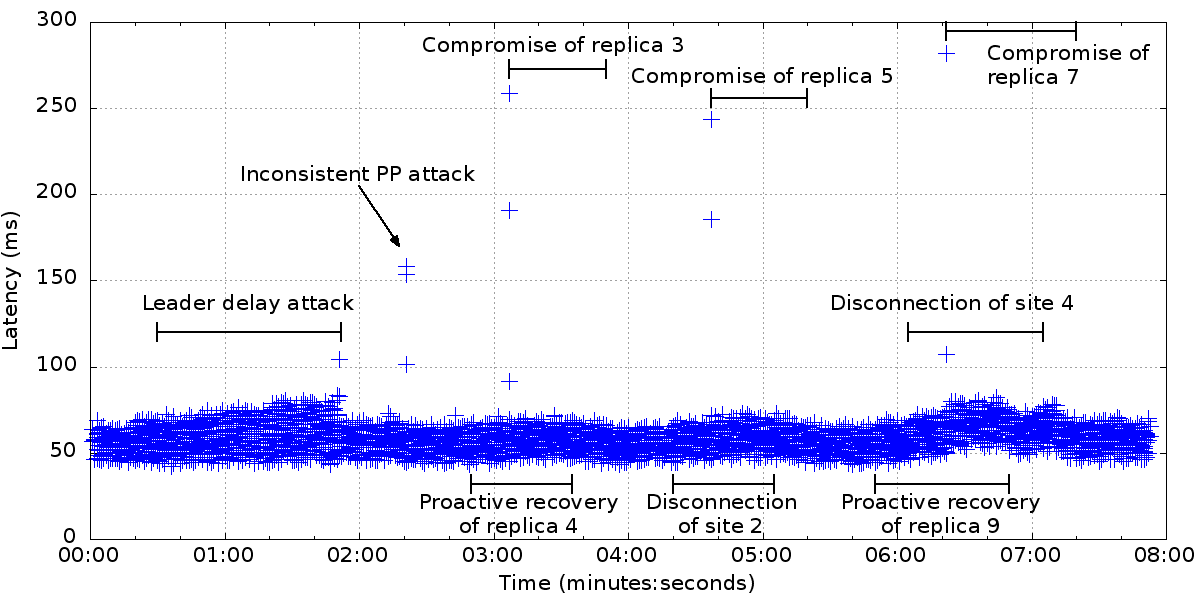 300
250
200
150
100
50
0
Latency (ms)
Compromise of replica 3
Compromise of replica 5
Compromise of
replica 7
Inconsistent PP attack
Leader delay attack
Disconnection of site 4
Proactive recovery
of replica 4
Disconnection
of site 2
Proactive recovery
of replica 9
00:00 01:00 02:00 03:00 04:00 05:00 06:00 07:00 08:00
Time (minutes:seconds)